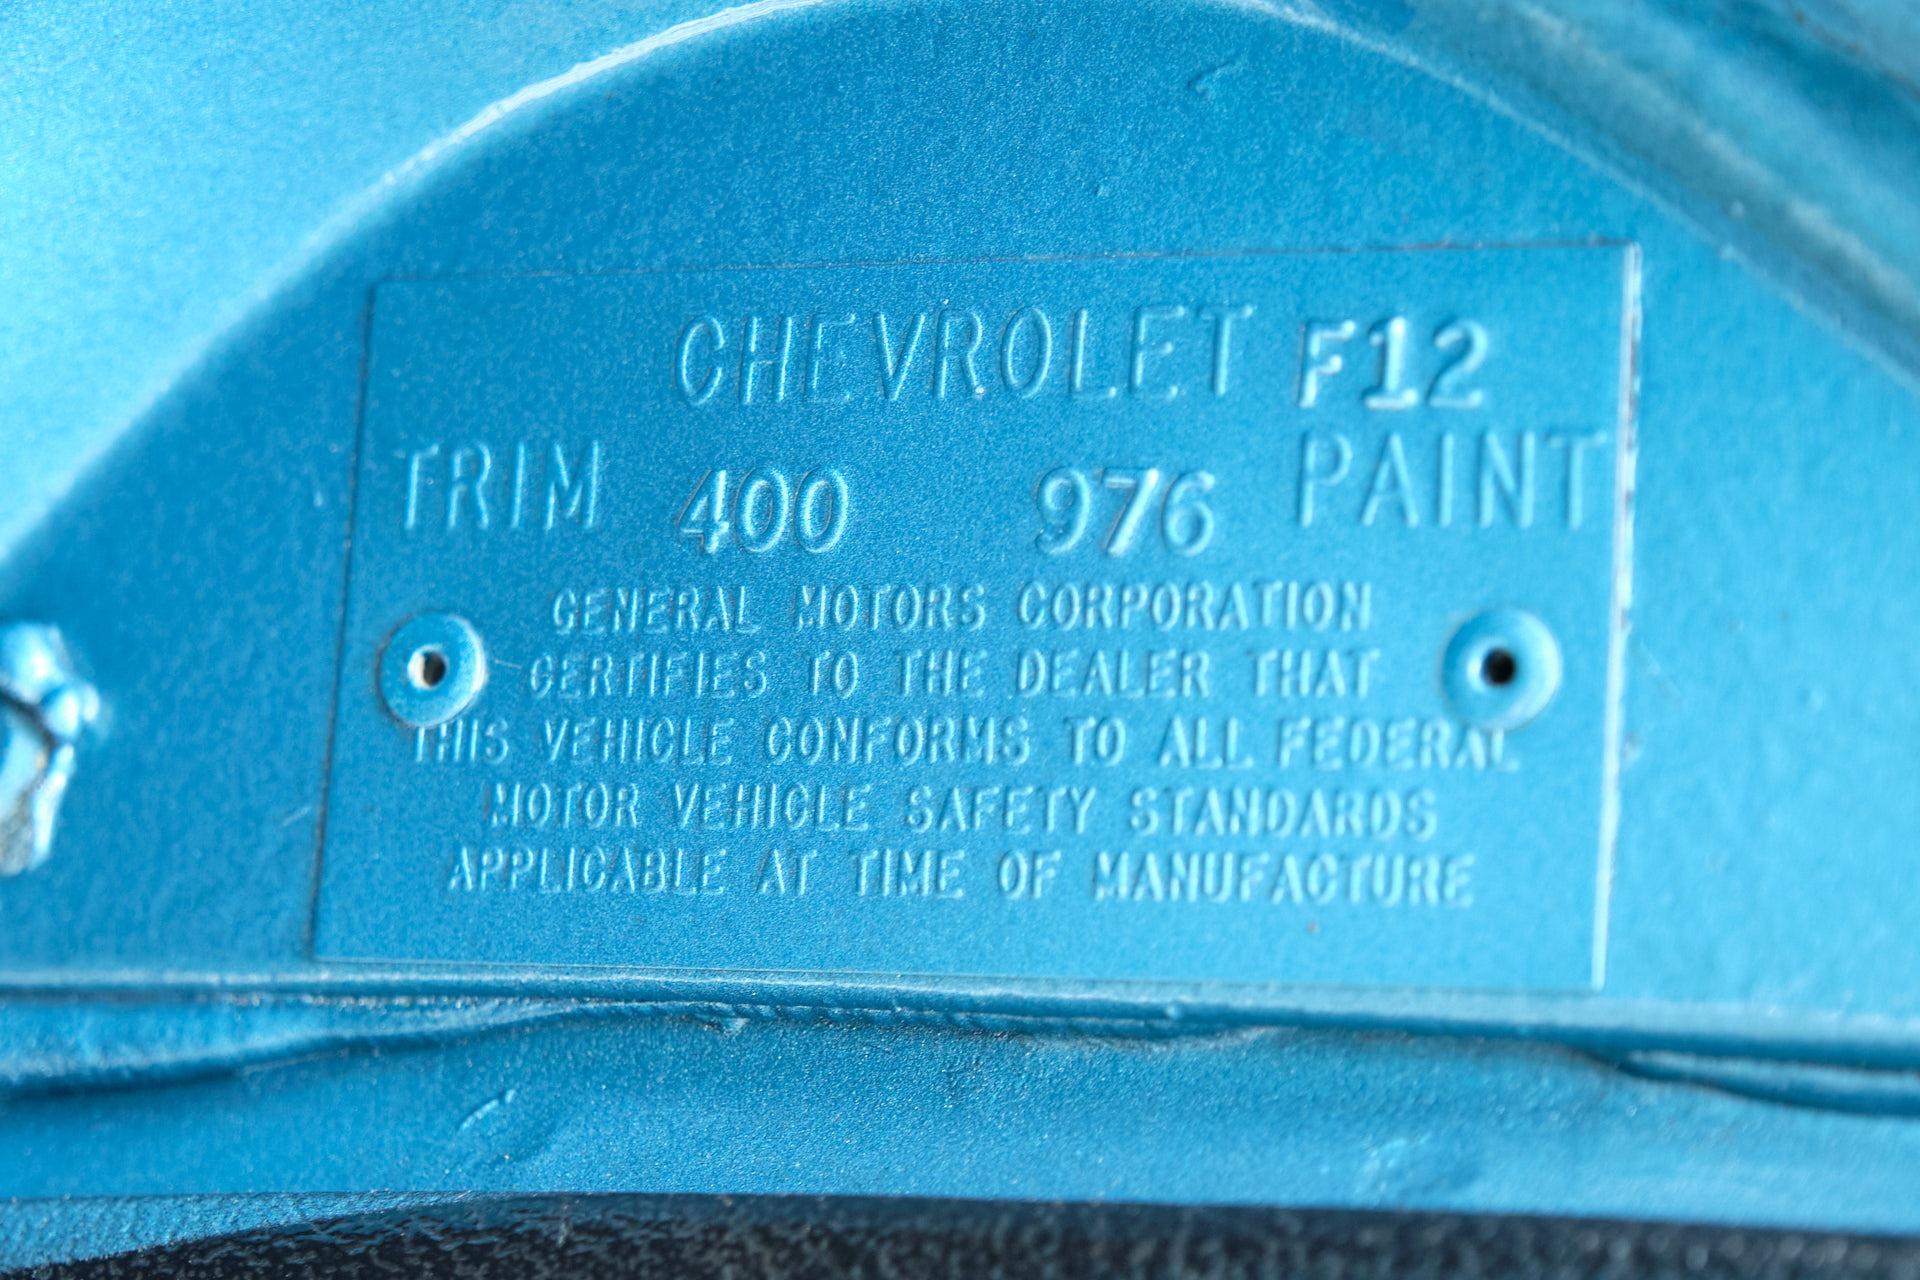 CHEVROLET F12
TRIM 400 976 PAINT
GENERAL MOTORS CORPORATION
CERTIFIES TO THE DEALER THAT
THIS VEHICLE CONFORMS TO ALL FEDERAL
MOTOR VEHICLE SAFETY STANDARDS
APPLICABLE AT TIME OF MANUFACTURE